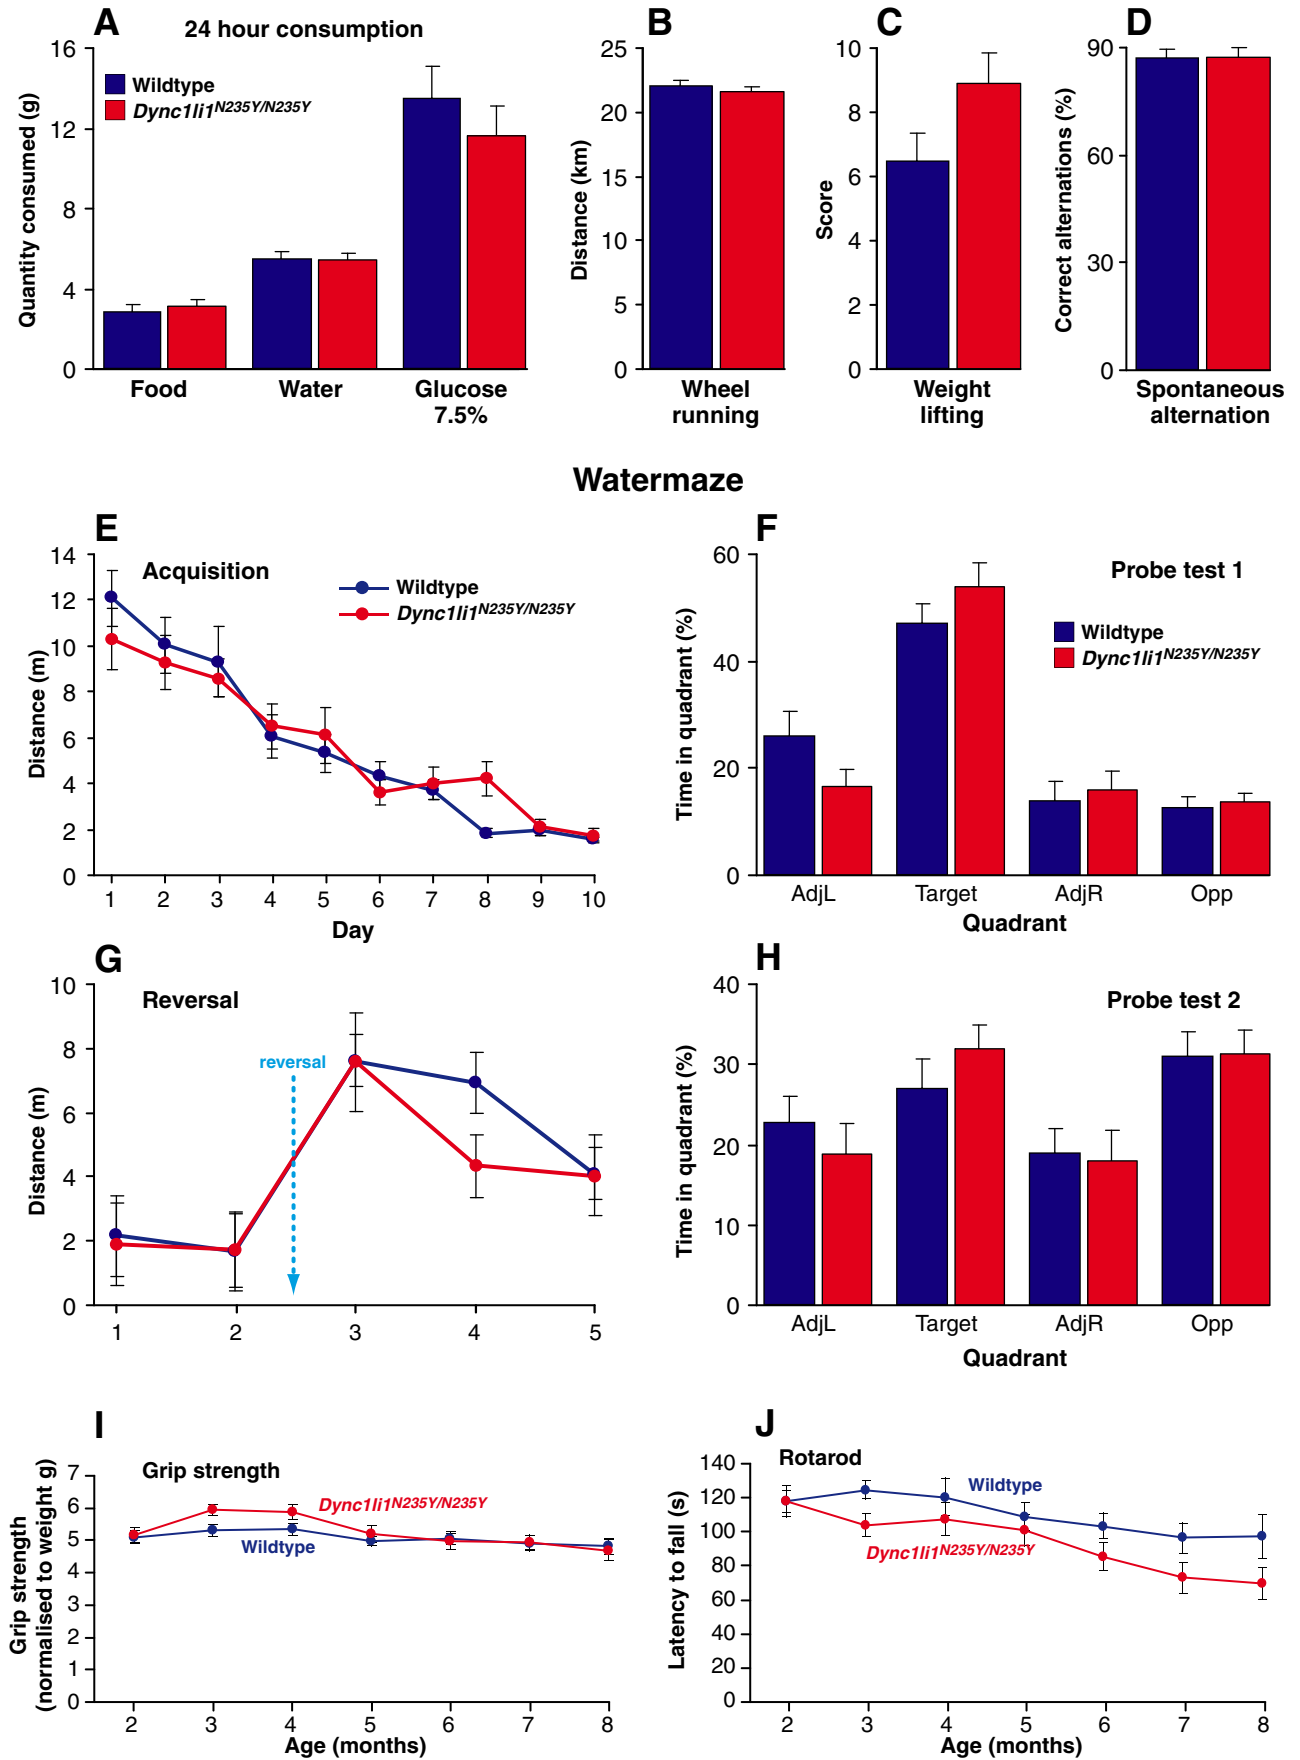 A
24 hour consumption
Quantity consumed (g)
16
12
8
4
0
Wildtype
Dync1li1N235Y/N235Y
Food
Water
Glucose
7.5%
B
Distance (km)
25
20
15
10
5
0
Wheel
running
C
Score
10
8
6
4
2
0
Weight
lifting
D
Correct alternations (%)
90
60
30
0
Spontaneous
alternation
Watermaze
E
Acquisition
Distance (m)
14
12
10
8
6
4
2
0
Wildtype
Dync1li1N235Y/N235Y
1 2 3 4 5 6 7 8 9 10
Day
F
Probe test 1
Time in quadrant (%)
60
40
20
0
Wildtype
Dync1li1N235Y/N235Y
AdjL Target AdjR Opp
Quadrant
G
Reversal
Distance (m)
10
8
6
4
2
0
reversal
1 2 3 4 5
H
Probe test 2
Time in quadrant (%)
40
30
20
10
0
AdjL Target AdjR Opp
Quadrant
I
Grip strength
Grip strength
(normalised to weight g)
7
6
5
4
3
2
1
0
Dync1li1N235Y/N235Y
Wildtype
2 3 4 5 6 7 8
Age (months)
J
Rotarod
Latency to fall (s)
140
120
100
80
60
40
20
0
Wildtype
Dync1li1N235Y/N235Y
2 3 4 5 6 7 8
Age (months)